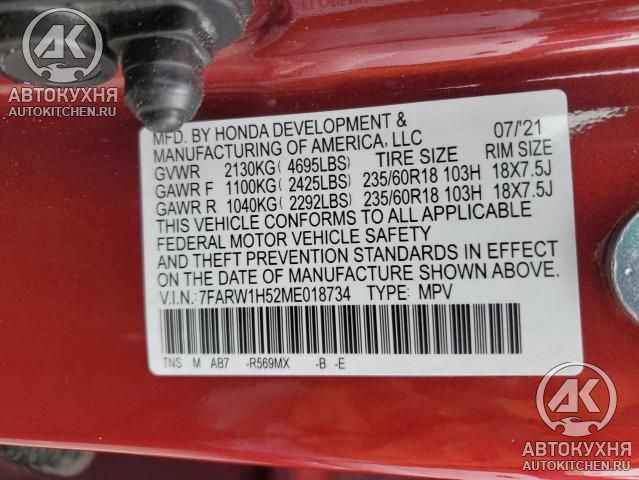 AK
АВТОКУХНЯ
AUTOKITCHEN.RU
MFD. BY HONDA DEVELOPMENT & 07/'21
MANUFACTURING OF AMERICA, LLC
GVWR 2130KG( 4695LBS) TIRE SIZE RIM SIZE
GAWR F 1100KG( 2425LBS) 235/60R18 103H 18X7.5J
GAWR R 1040KG( 2292LBS) 235/60R18 103H 18X7.5J
THIS VEHICLE CONFORMS TO ALL APPLICABLE
FEDERAL MOTOR VEHICLE SAFETY
AND THEFT PREVENTION STANDARDS IN EFFECT
ON THE DATE OF MANUFACTURE SHOWN ABOVE.
V.I.N.: 7FARW1H52ME018734 TYPE: MPV
TNS M AB7 -R569MX -B -E
AK
АВТОКУХНЯ
AUTOKITCHEN.RU